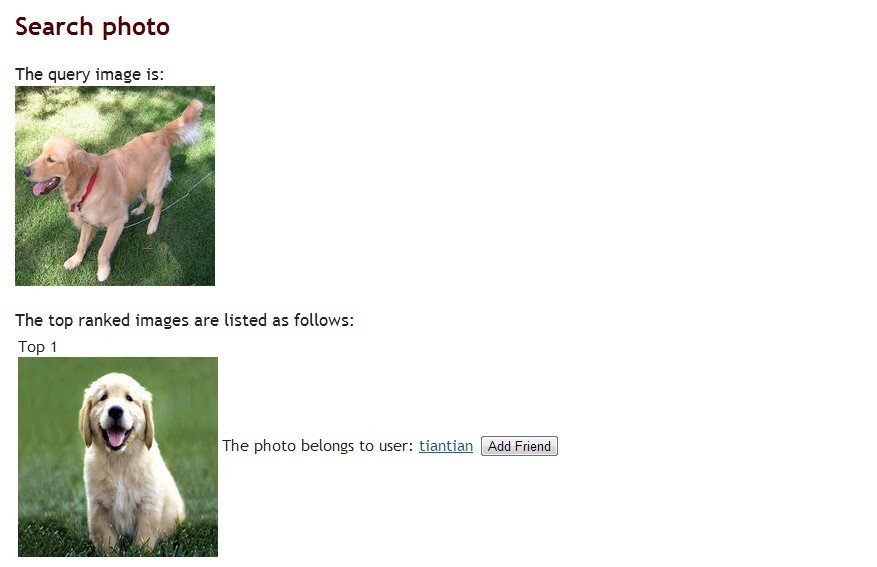 Search photo
The query image is:
The top ranked images are listed as follows:
Top 1
The photo belongs to user: tiantian Add Friend